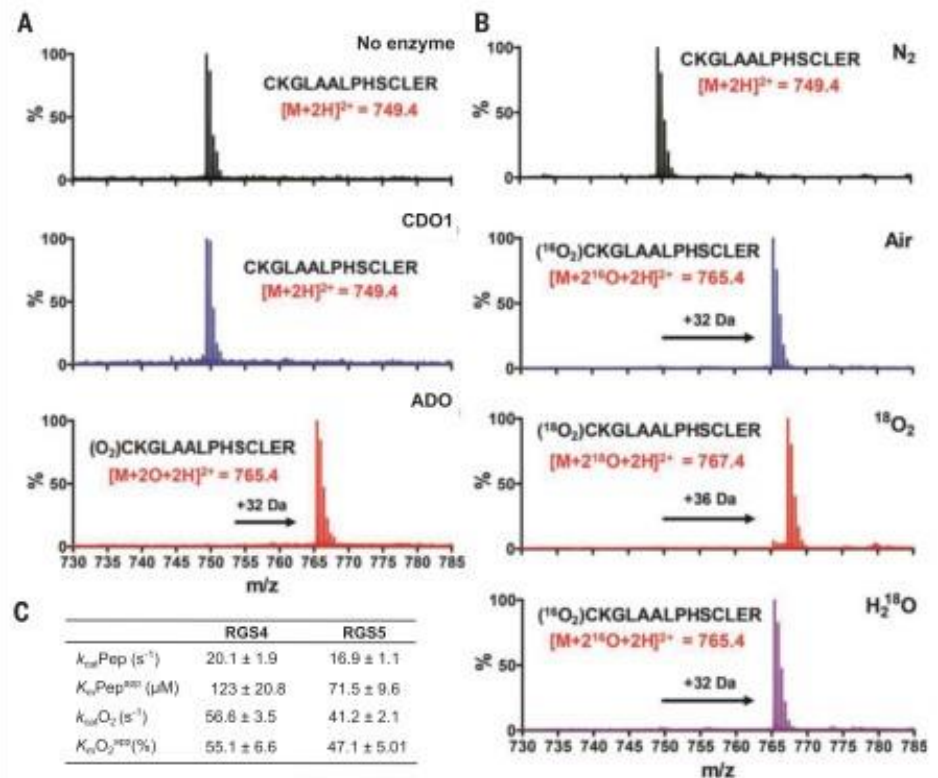 A
No enzyme
CKGLAALPHSCLER
[M+2H]²⁺ = 749.4
100
50
0
%
CDO1
CKGLAALPHSCLER
[M+2H]²⁺ = 749.4
100
50
0
%
ADO
(O₂)CKGLAALPHSCLER
[M+2O+2H]²⁺ = 765.4
+32 Da
100
50
0
%
730 735 740 745 750 755 760 765 770 775 780 785
m/z
B
N₂
CKGLAALPHSCLER
[M+2H]²⁺ = 749.4
100
50
0
%
Air
(¹⁶O₂)CKGLAALPHSCLER
[M+2¹⁶O+2H]²⁺ = 765.4
+32 Da
100
50
0
%
¹⁸O₂
(¹⁸O₂)CKGLAALPHSCLER
[M+2¹⁸O+2H]²⁺ = 767.4
+36 Da
100
50
0
%
H₂¹⁸O
(¹⁶O₂)CKGLAALPHSCLER
[M+2¹⁶O+2H]²⁺ = 765.4
+32 Da
100
50
0
%
730 735 740 745 750 755 760 765 770 775 780 785
m/z
C
RGS4 RGS5
kcatPep (s⁻¹) 20.1 ± 1.9 16.9 ± 1.1
KmPepᵃᵖᵖ (µM) 123 ± 20.8 71.5 ± 9.6
kcatO₂ (s⁻¹) 56.6 ± 3.5 41.2 ± 2.1
KmO₂ᵃᵖᵖ(%) 55.1 ± 6.6 47.1 ± 5.01